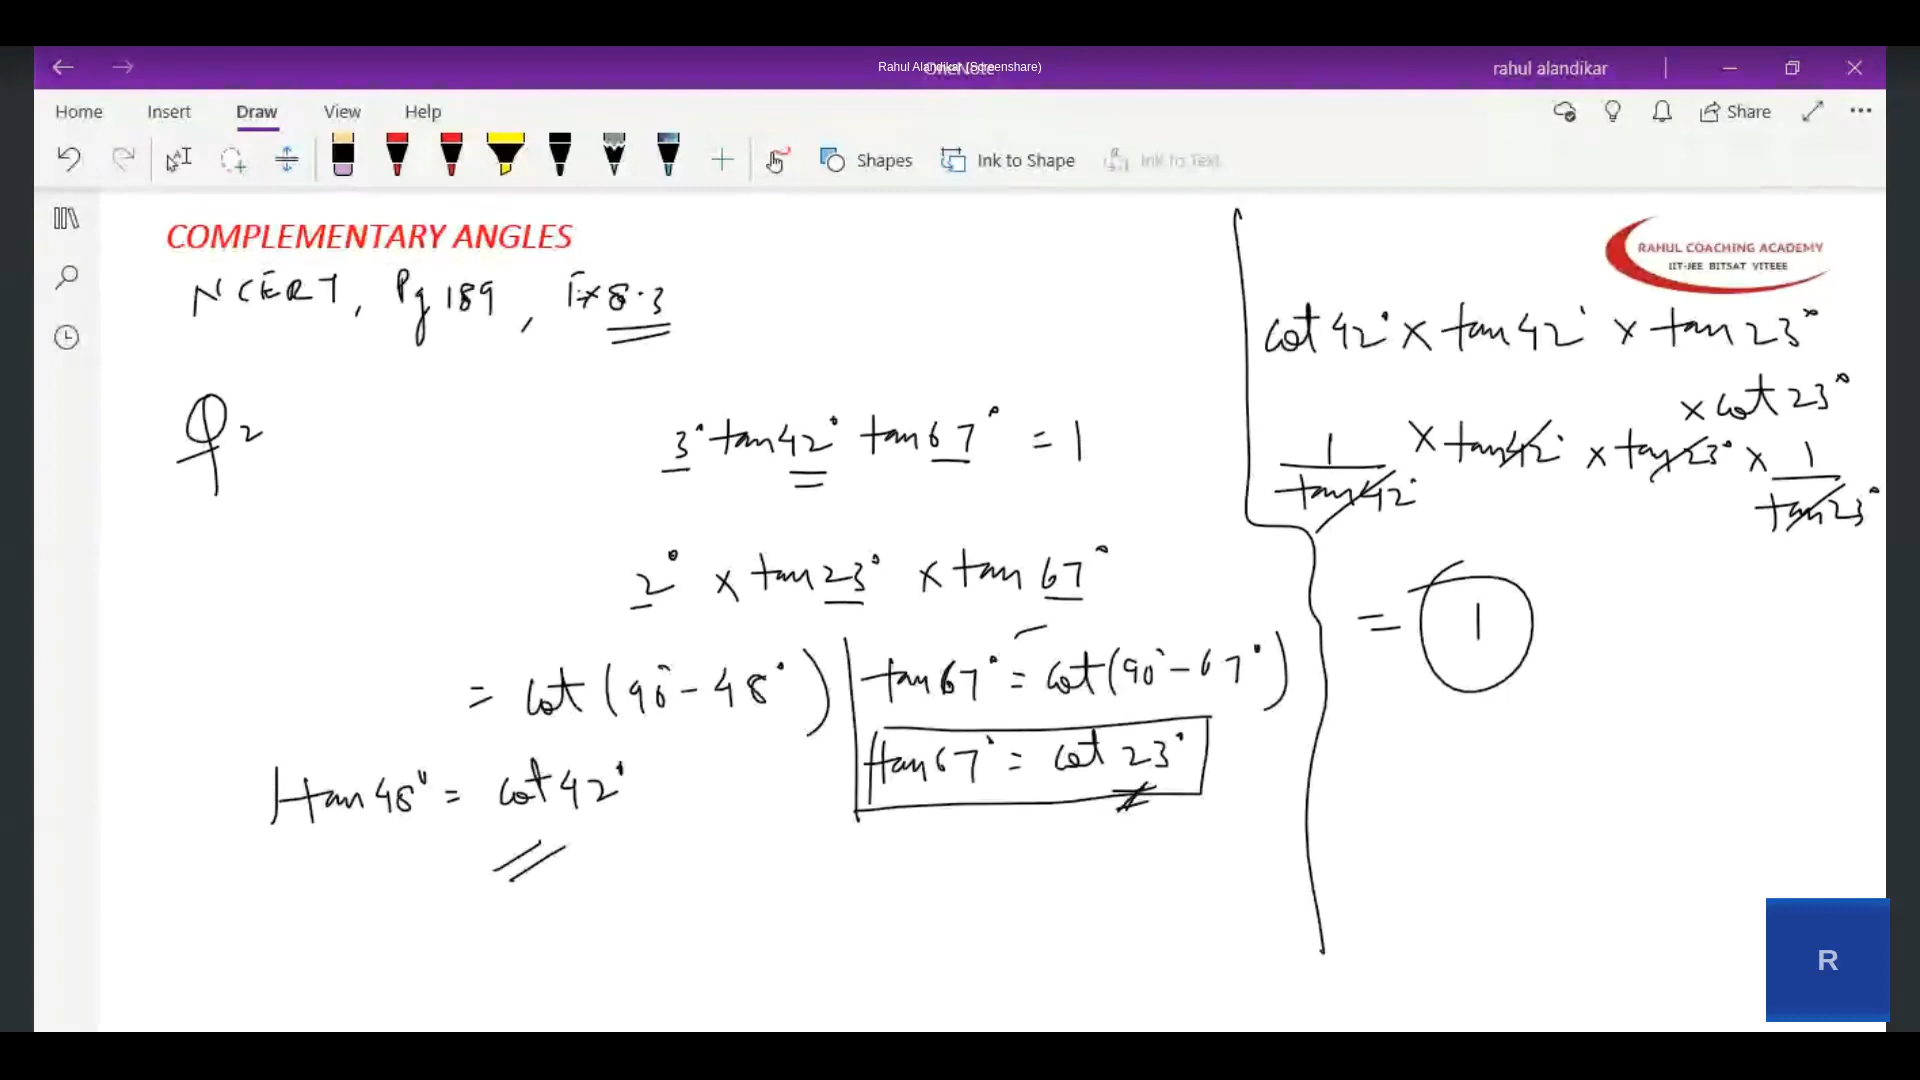 Rahul Alandikar (Screenshare)
OneNote
rahul alandikar
Home Insert Draw View Help
Share
Shapes Ink to Shape Ink to Text
COMPLEMENTARY ANGLES
RAHUL COACHING ACADEMY
IIT-JEE BITSAT VITEEE
NCERT, Pg 189, Ex 8.3
Q2
3° tan 42° tan 67° = 1
2° × tan 23° × tan 67°
= cot (90° - 48°)
tan 48° = cot 42°
tan 67° = cot (90° - 67°)
tan 67° = cot 23°
cot 42° × tan 42° × tan 23°
× cot 23°
1 × tan 42° × tan 23° × 1
tan 42° tan 23°
= 1
R